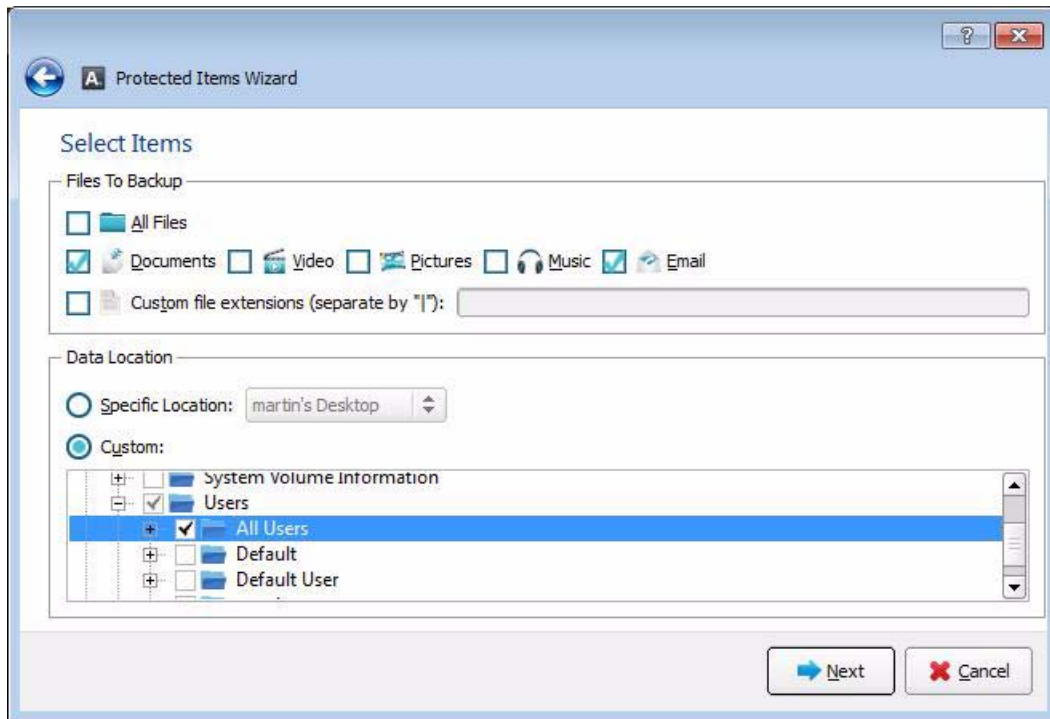 ?
A Protected Items Wizard
Select Items
Files To Backup
All Files
Documents Video Pictures Music Email
Custom file extensions (separate by "|"):
Data Location
Specific Location: martin's Desktop
Custom:
System Volume Information
Users
All Users
Default
Default User
Next Cancel